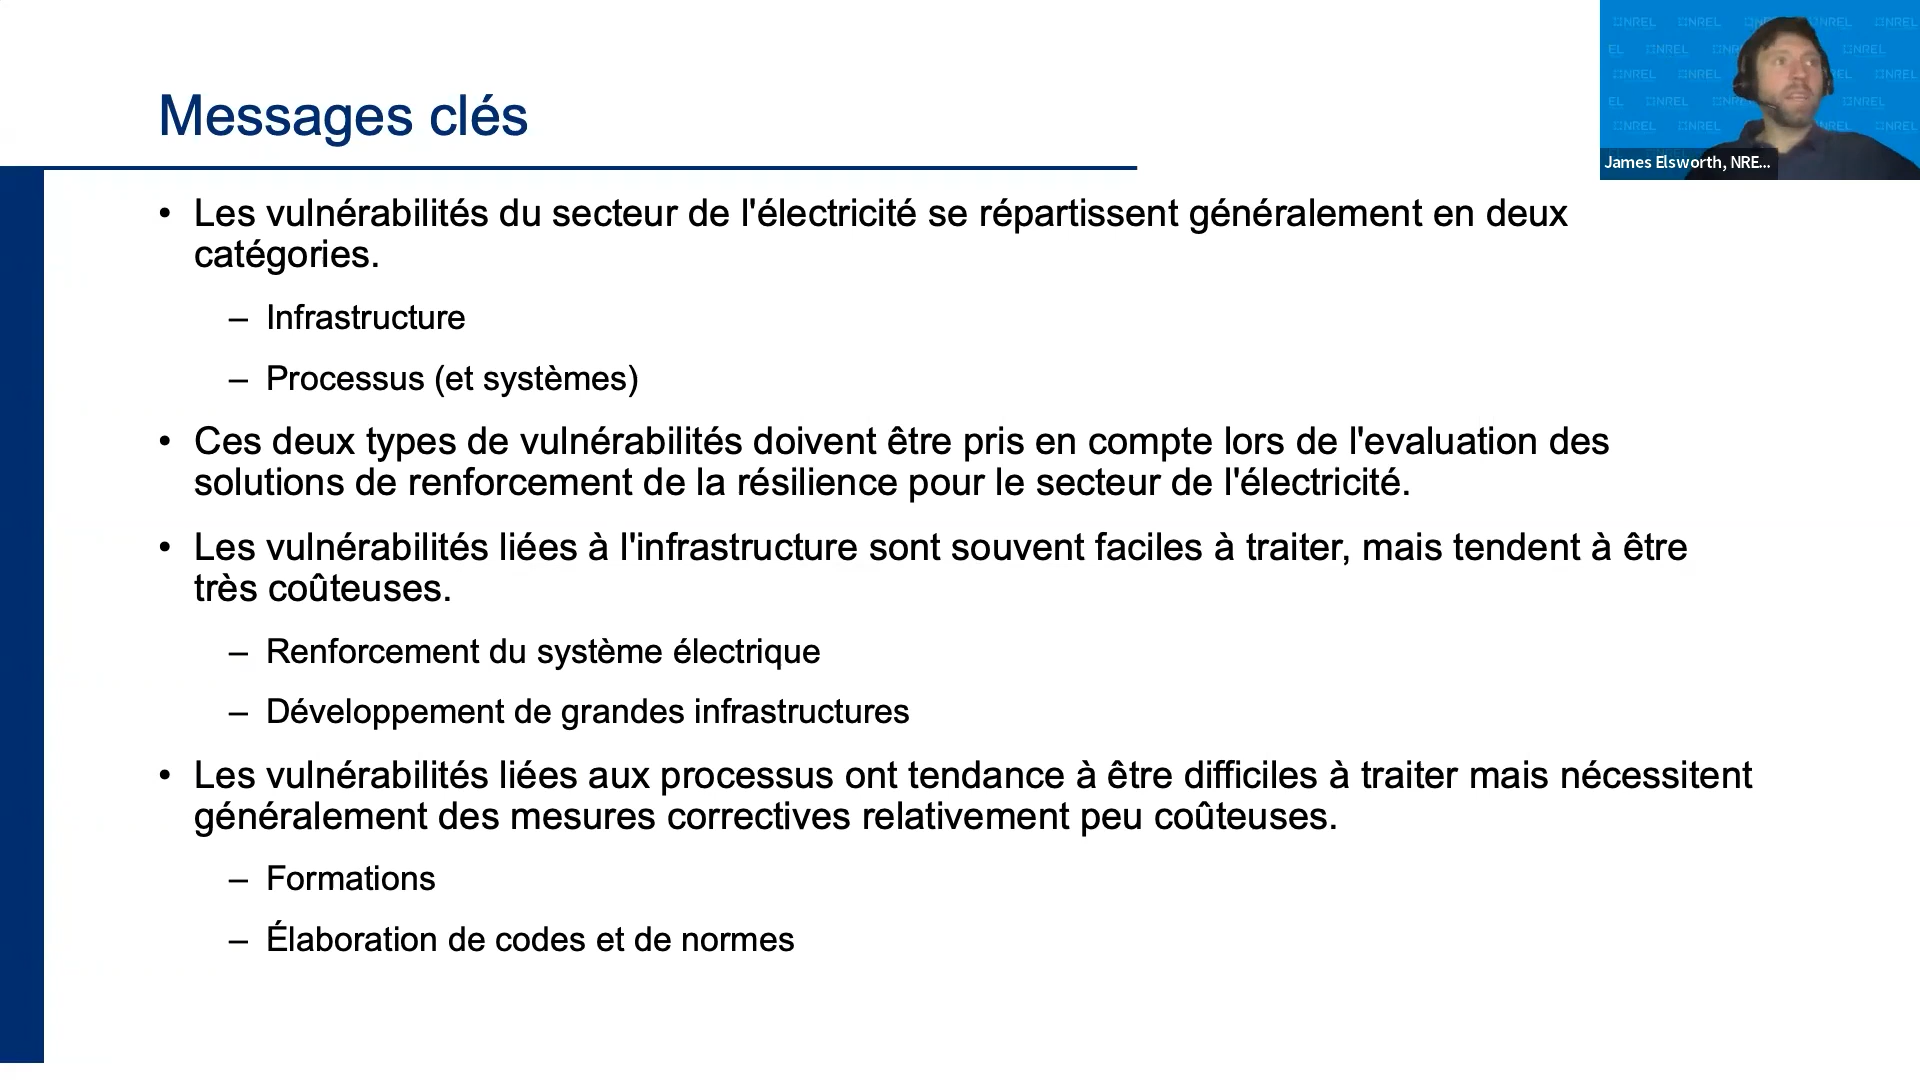 Messages clés
James Elsworth, NRE...
• Les vulnérabilités du secteur de l'électricité se répartissent généralement en deux
catégories.
– Infrastructure
– Processus (et systèmes)
• Ces deux types de vulnérabilités doivent être pris en compte lors de l'evaluation des
solutions de renforcement de la résilience pour le secteur de l'électricité.
• Les vulnérabilités liées à l'infrastructure sont souvent faciles à traiter, mais tendent à être
très coûteuses.
– Renforcement du système électrique
– Développement de grandes infrastructures
• Les vulnérabilités liées aux processus ont tendance à être difficiles à traiter mais nécessitent
généralement des mesures correctives relativement peu coûteuses.
– Formations
– Élaboration de codes et de normes